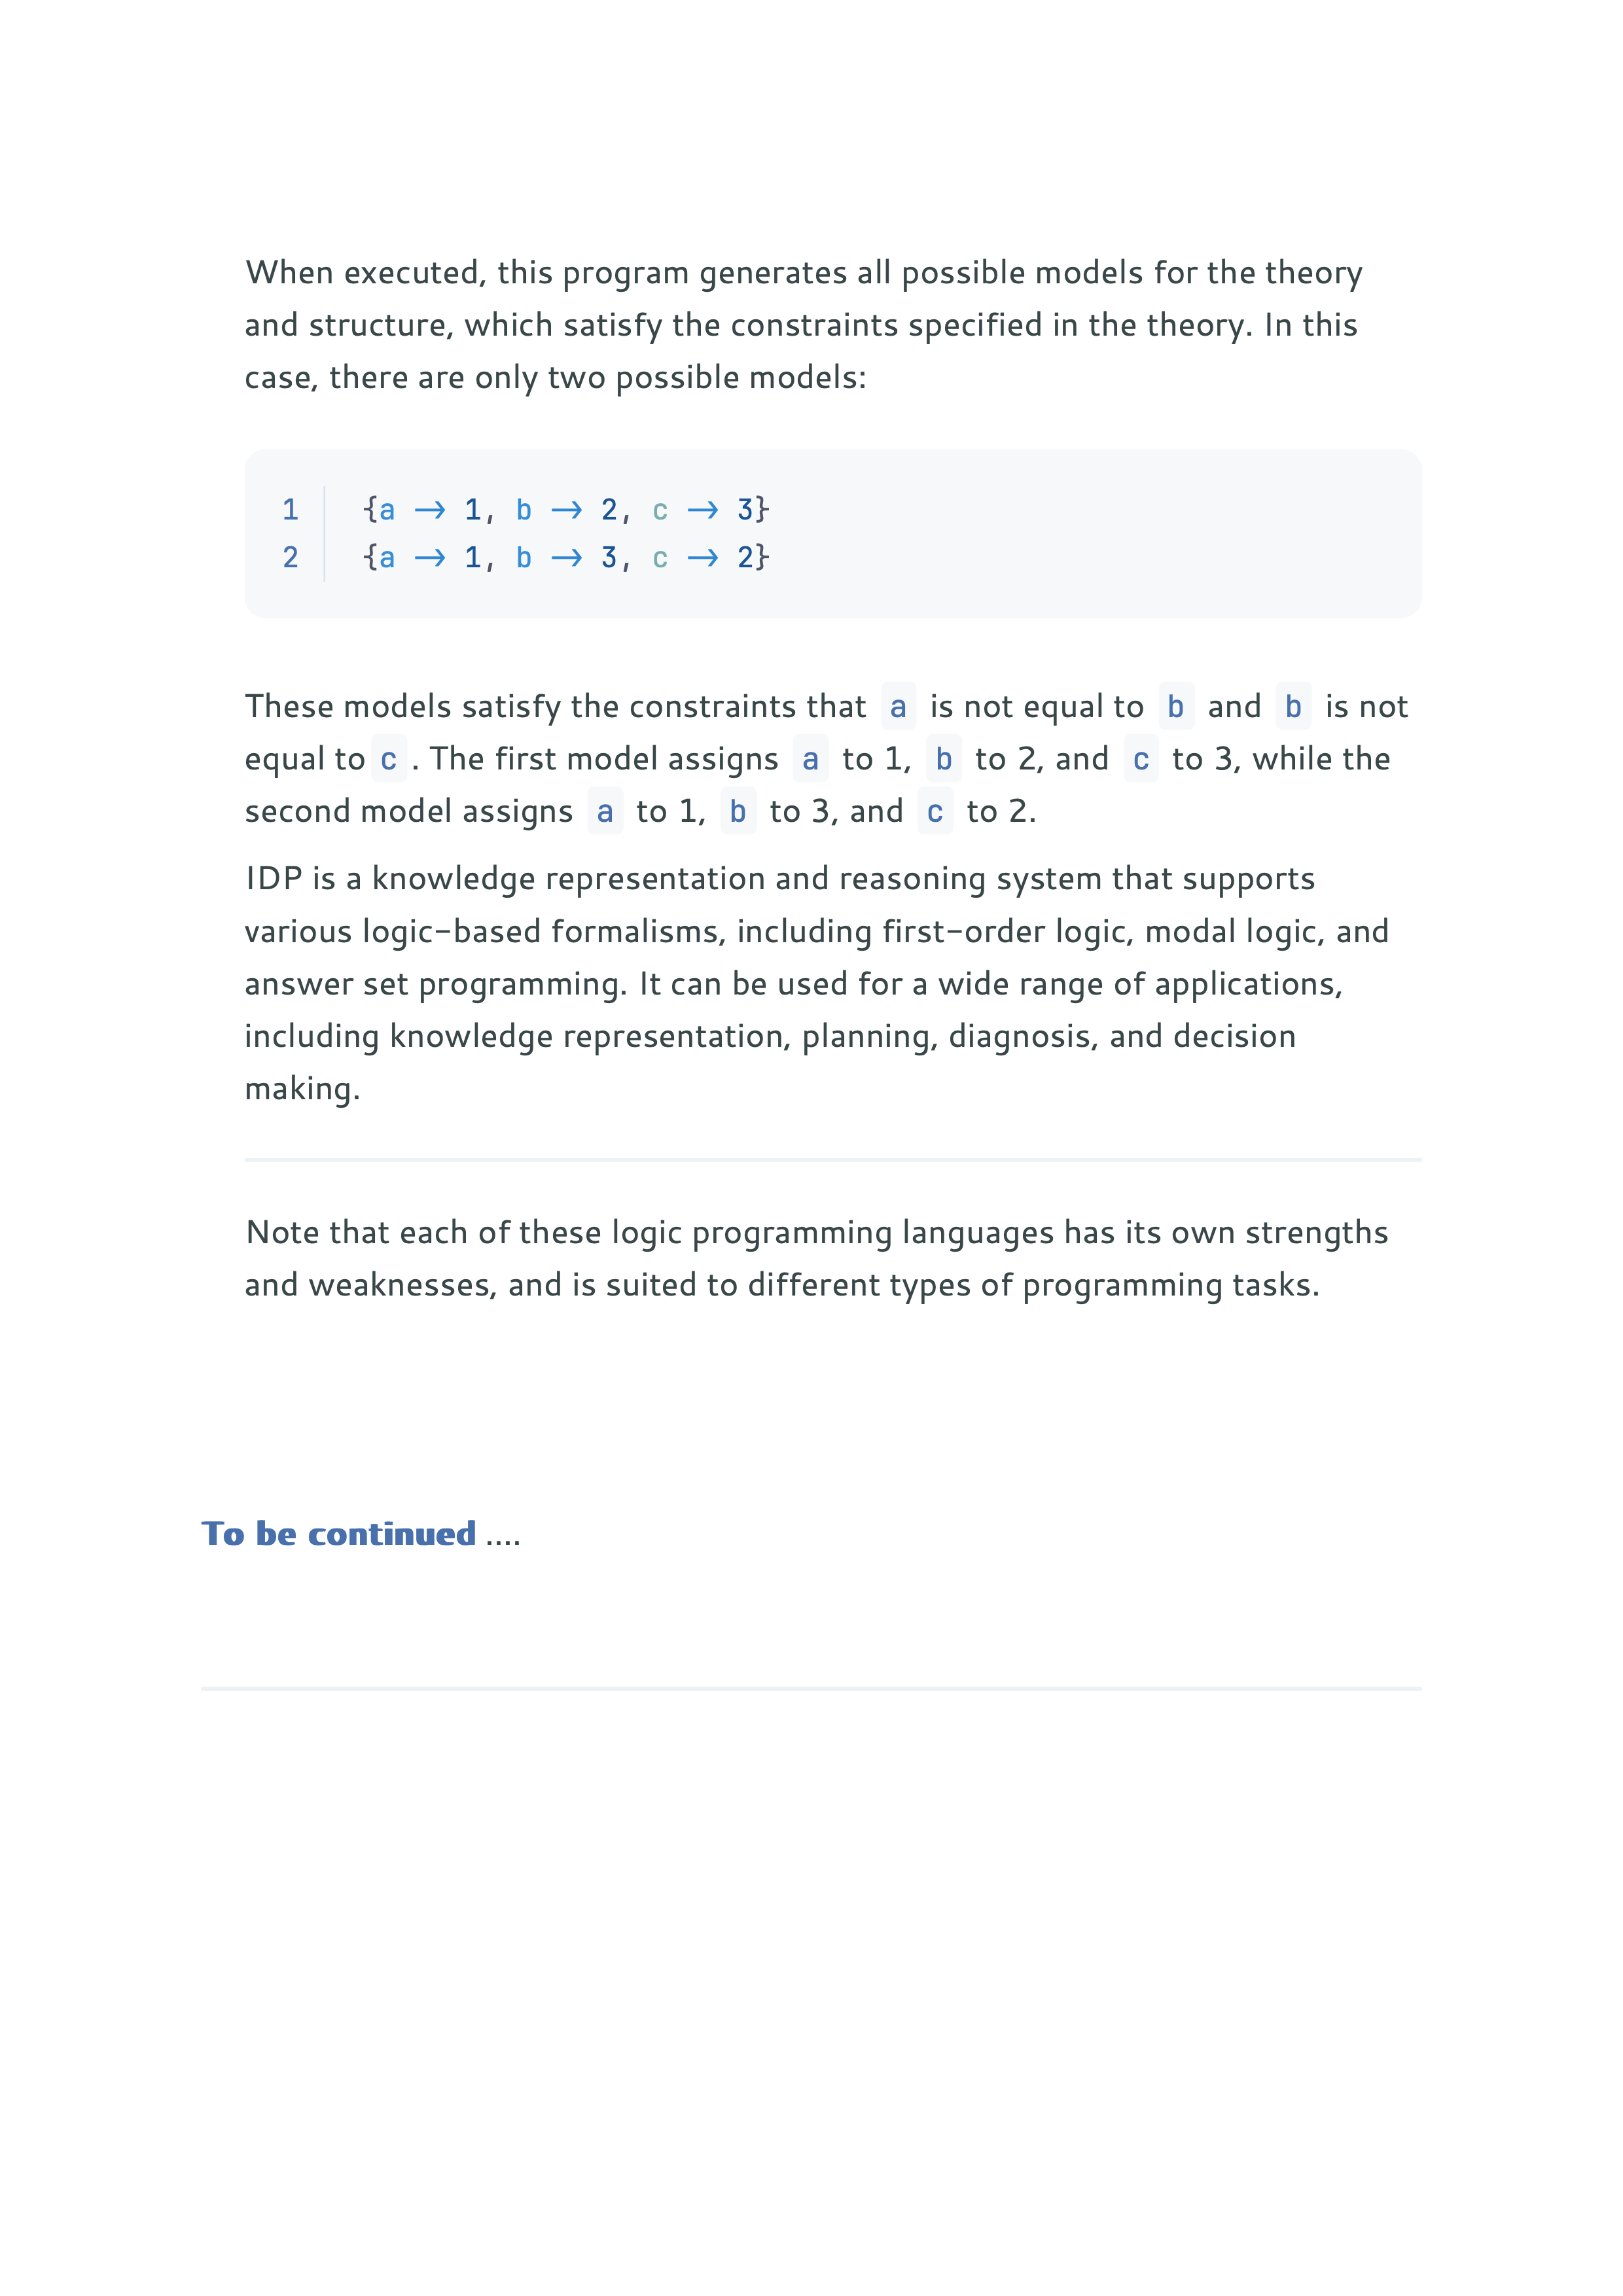 When executed, this program generates all possible models for the theory
and structure, which satisfy the constraints specified in the theory. In this
case, there are only two possible models:
1 {a → 1, b → 2, c → 3}
2 {a → 1, b → 3, c → 2}
These models satisfy the constraints that a is not equal to b and b is not
equal to c . The first model assigns a to 1, b to 2, and c to 3, while the
second model assigns a to 1, b to 3, and c to 2.
IDP is a knowledge representation and reasoning system that supports
various logic-based formalisms, including first-order logic, modal logic, and
answer set programming. It can be used for a wide range of applications,
including knowledge representation, planning, diagnosis, and decision
making.
Note that each of these logic programming languages has its own strengths
and weaknesses, and is suited to different types of programming tasks.
To be continued ....